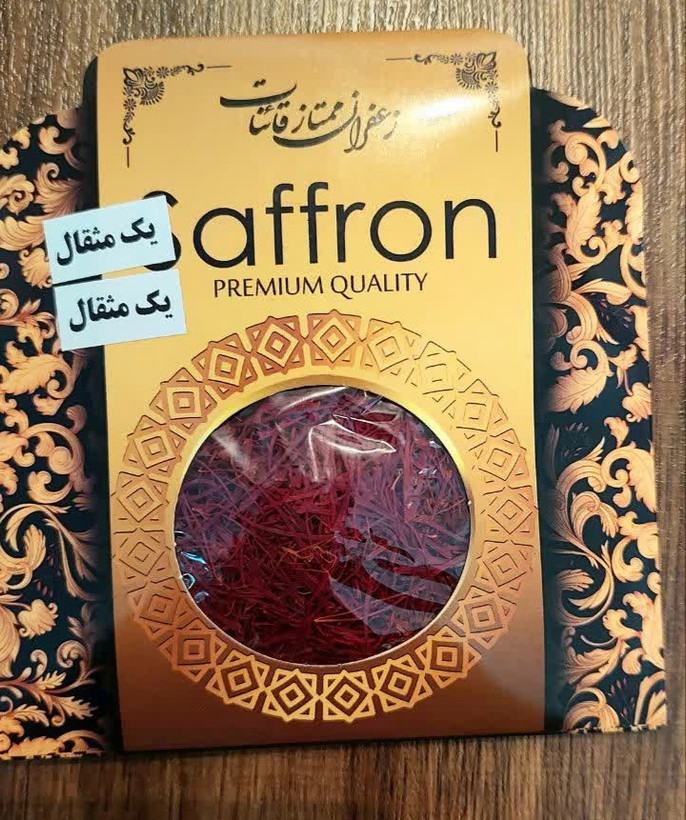 زعفران ممتاز قائنات
Saffron
یک مثقال
PREMIUM QUALITY
یک مثقال